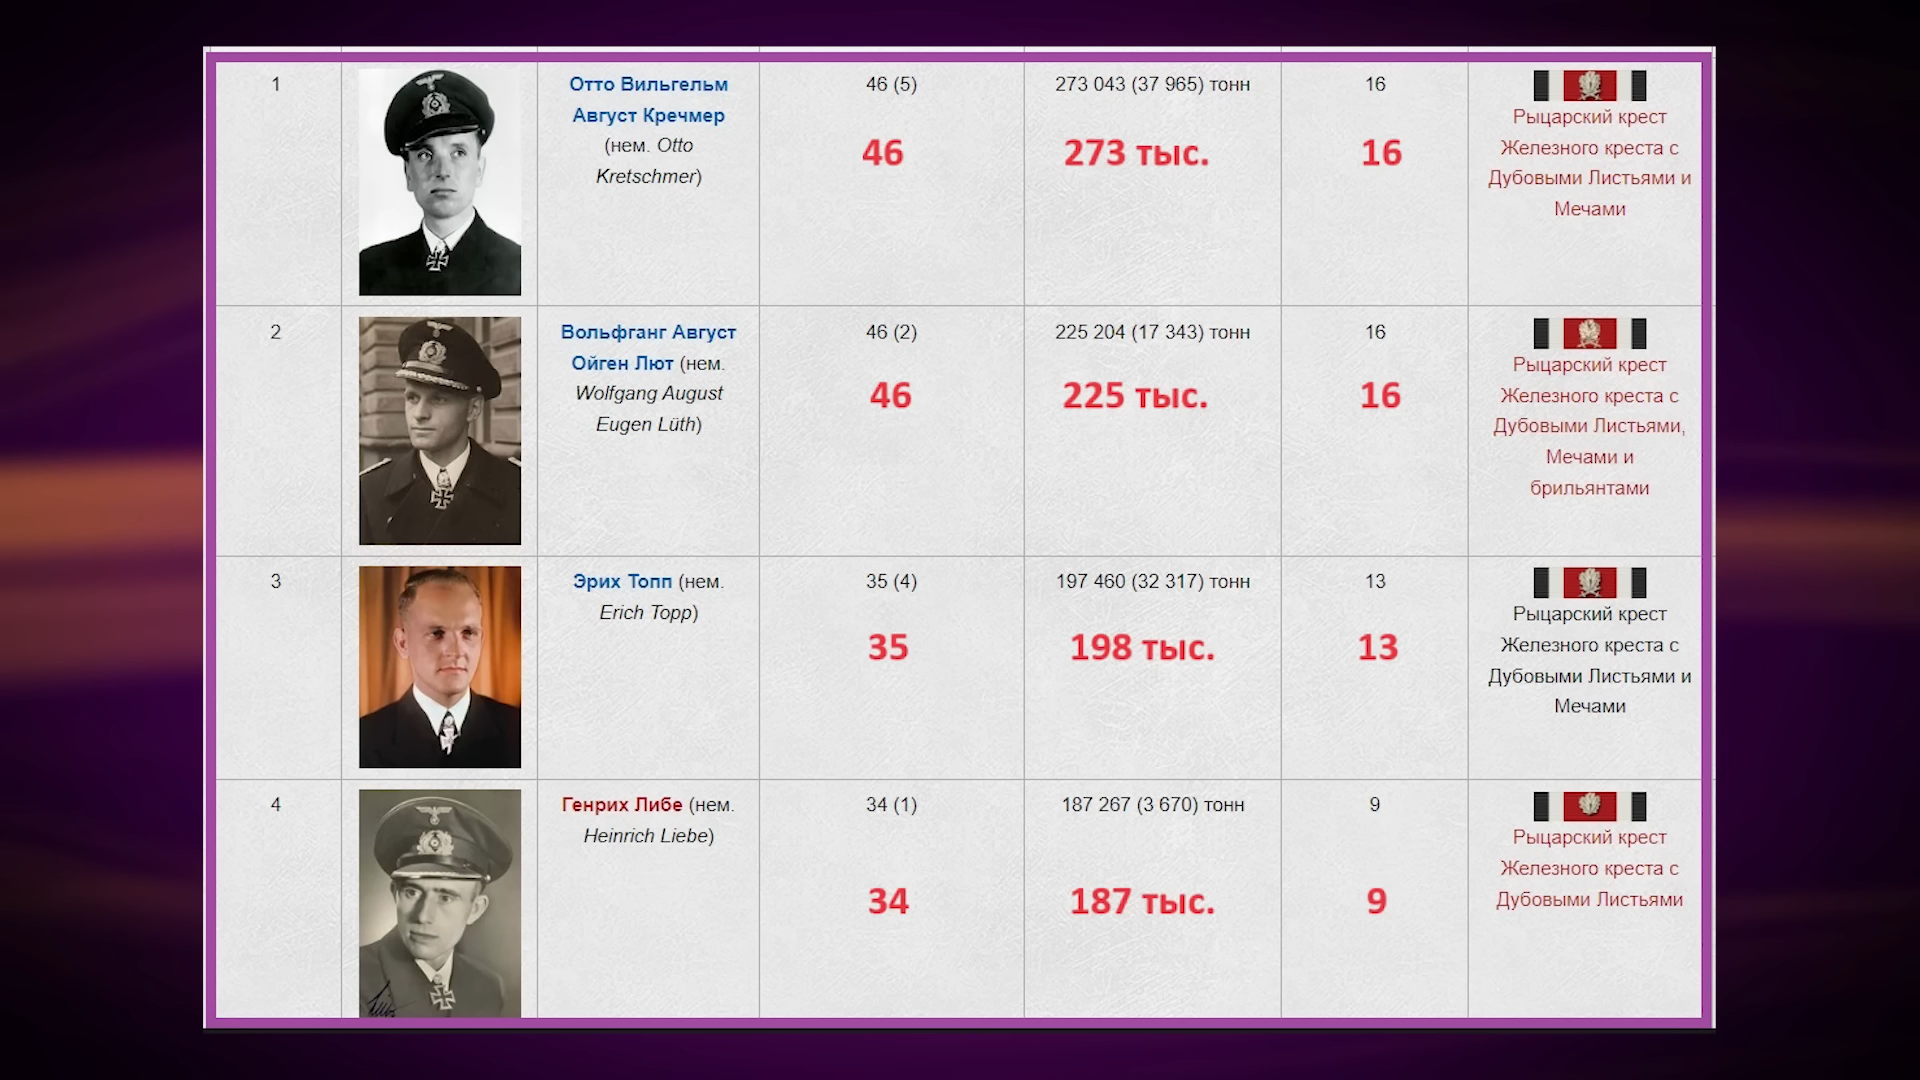 1
Отто Вильгельм
Август Кречмер
(нем. Otto
Kretschmer)
46 (5)
46
273 043 (37 965) тонн
273 тыс.
16
16
Рыцарский крест
Железного креста с
Дубовыми Листьями и
Мечами
2
Вольфганг Август
Ойген Лют (нем.
Wolfgang August
Eugen Lüth)
46 (2)
46
225 204 (17 343) тонн
225 тыс.
16
16
Рыцарский крест
Железного креста с
Дубовыми Листьями,
Мечами и
брильянтами
3
Эрих Топп (нем.
Erich Topp)
35 (4)
35
197 460 (32 317) тонн
198 тыс.
13
13
Рыцарский крест
Железного креста с
Дубовыми Листьями и
Мечами
4
Генрих Либе (нем.
Heinrich Liebe)
34 (1)
34
187 267 (3 670) тонн
187 тыс.
9
9
Рыцарский крест
Железного креста с
Дубовыми Листьями